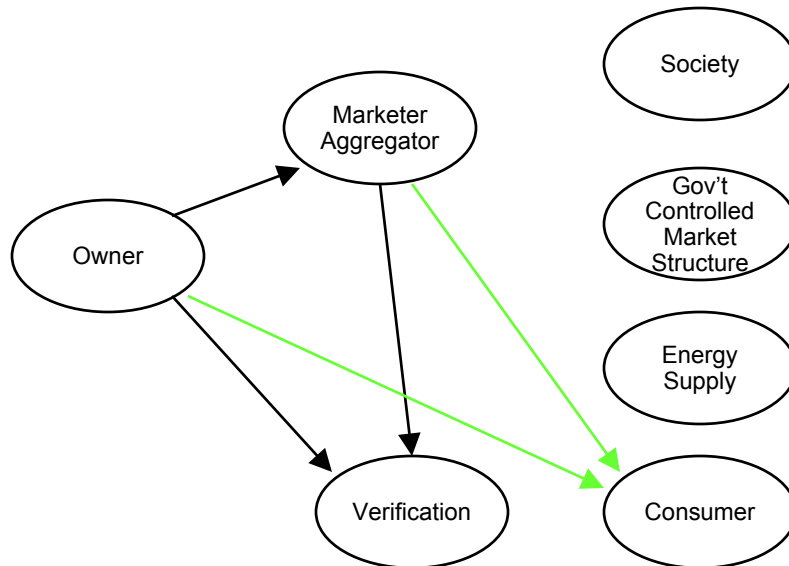 Society
Marketer
Aggregator
Gov’t
Controlled
Market
Structure
Owner
Energy
Supply
Verification
Consumer